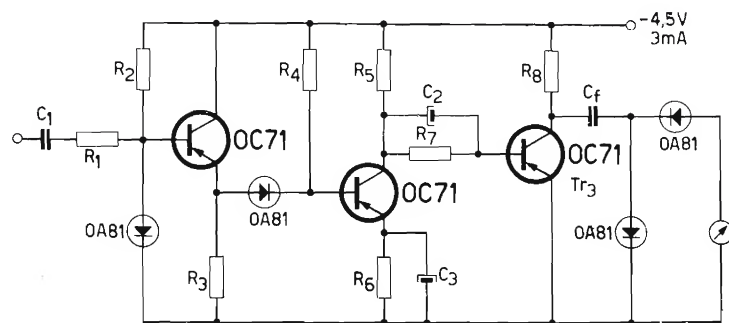 -4,5V
3mA
R2
R4
R5
R8
C1
R1
OC71
C2
R7
Cf
OA81
OC71
Tr3
OA81
OC71
OA81
OA81
R3
R6
C3